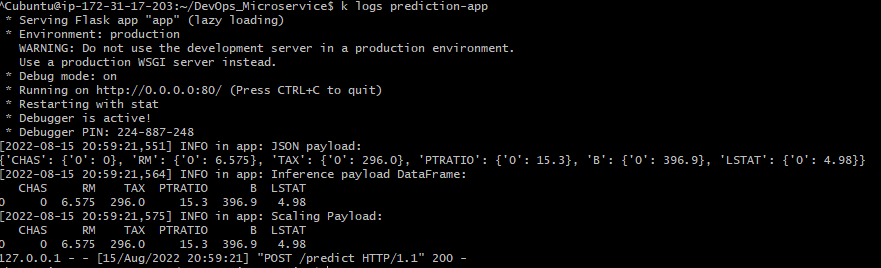 ^Cubuntu@ip-172-31-17-203:~/DevOps_Microservice$ k logs prediction-app
 * Serving Flask app "app" (lazy loading)
 * Environment: production
   WARNING: Do not use the development server in a production environment.
   Use a production WSGI server instead.
 * Debug mode: on
 * Running on http://0.0.0.0:80/ (Press CTRL+C to quit)
 * Restarting with stat
 * Debugger is active!
 * Debugger PIN: 224-887-248
[2022-08-15 20:59:21,551] INFO in app: JSON payload:
{'CHAS': {'0': 0}, 'RM': {'0': 6.575}, 'TAX': {'0': 296.0}, 'PTRATIO': {'0': 15.3}, 'B': {'0': 396.9}, 'LSTAT': {'0': 4.98}}
[2022-08-15 20:59:21,564] INFO in app: Inference payload DataFrame:
   CHAS     RM    TAX  PTRATIO      B  LSTAT
0     0  6.575  296.0     15.3  396.9   4.98
[2022-08-15 20:59:21,575] INFO in app: Scaling Payload:
   CHAS     RM    TAX  PTRATIO      B  LSTAT
0     0  6.575  296.0     15.3  396.9   4.98
127.0.0.1 - - [15/Aug/2022 20:59:21] "POST /predict HTTP/1.1" 200 -